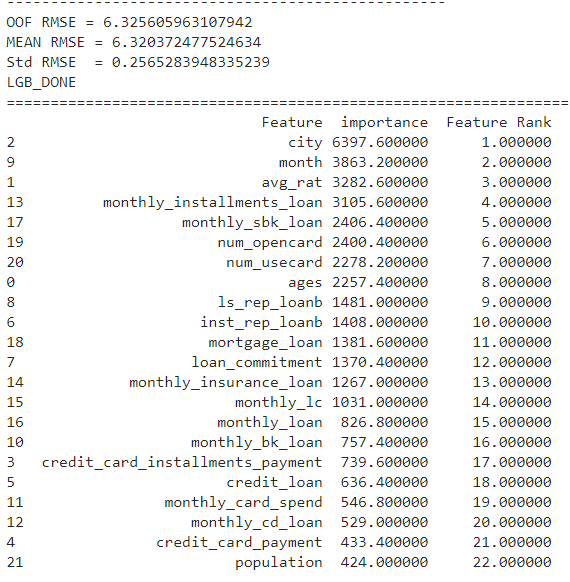 --------------------------------------------------
OOF RMSE = 6.325605963107942
MEAN RMSE = 6.320372477524634
Std RMSE  = 0.2565283948335239
LGB_DONE
================================================================
Feature importance Feature Rank
2 city 6397.600000 1.000000
9 month 3863.200000 2.000000
1 avg_rat 3282.600000 3.000000
13 monthly_installments_loan 3105.600000 4.000000
17 monthly_sbk_loan 2406.400000 5.000000
19 num_opencard 2400.400000 6.000000
20 num_usecard 2278.200000 7.000000
0 ages 2257.400000 8.000000
8 ls_rep_loanb 1481.000000 9.000000
6 inst_rep_loanb 1408.000000 10.000000
18 mortgage_loan 1381.600000 11.000000
7 loan_commitment 1370.400000 12.000000
14 monthly_insurance_loan 1267.000000 13.000000
15 monthly_lc 1031.000000 14.000000
16 monthly_loan 826.800000 15.000000
10 monthly_bk_loan 757.400000 16.000000
3 credit_card_installments_payment 739.600000 17.000000
5 credit_loan 636.400000 18.000000
11 monthly_card_spend 546.800000 19.000000
12 monthly_cd_loan 529.000000 20.000000
4 credit_card_payment 433.400000 21.000000
21 population 424.000000 22.000000